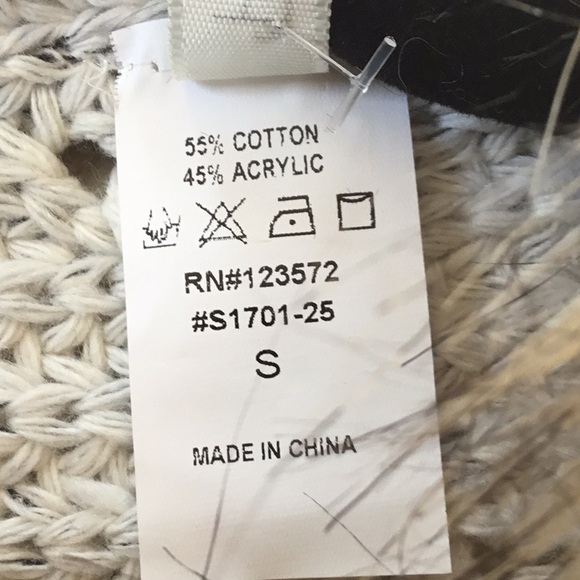 55% COTTON
45% ACRYLIC
RN#123572
#S1701-25
S
MADE IN CHINA